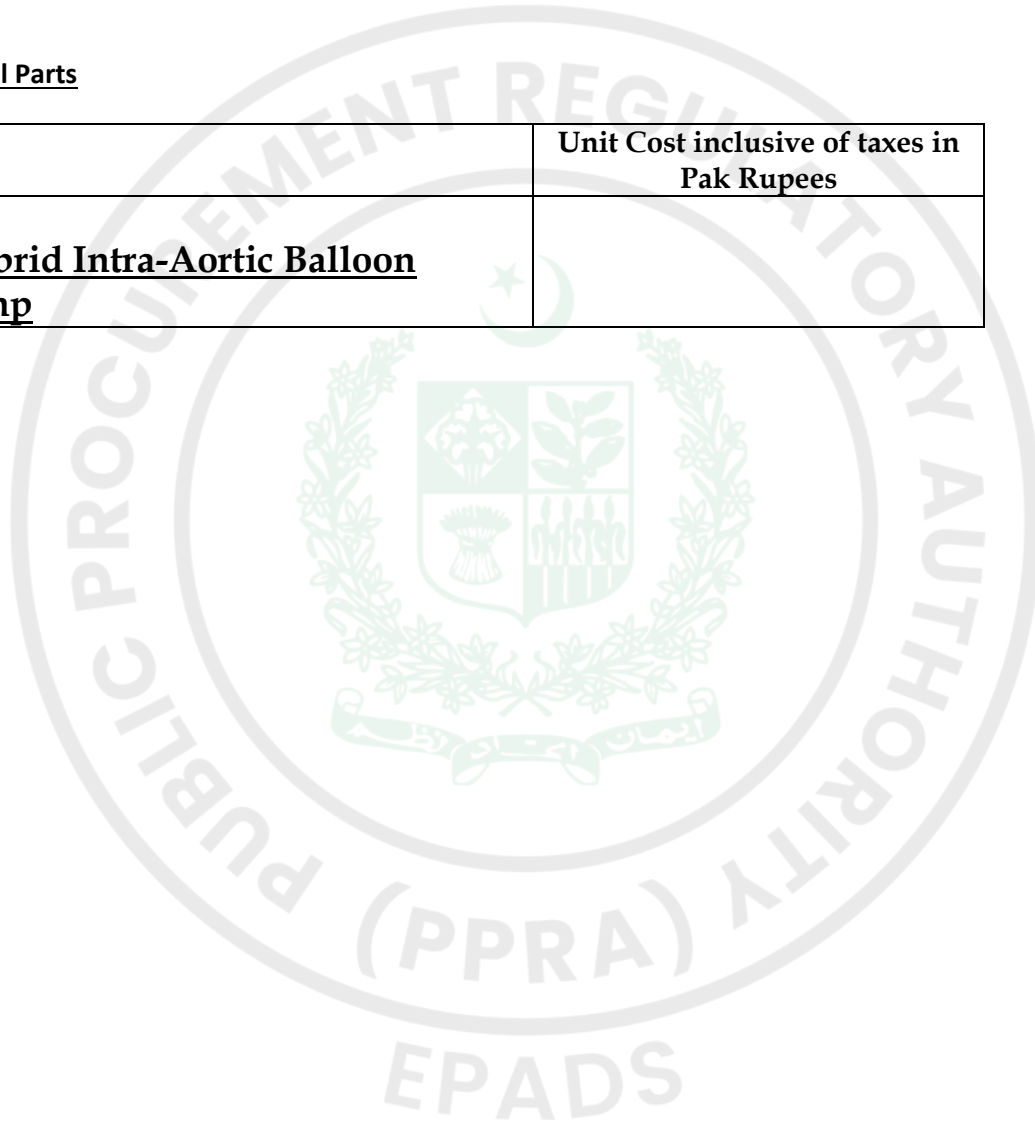 l Parts
Unit Cost inclusive of taxes in
Pak Rupees
brid Intra-Aortic Balloon
mp
PUBLIC PROCUREMENT REGULATORY AUTHORITY
(PPRA)
EPADS